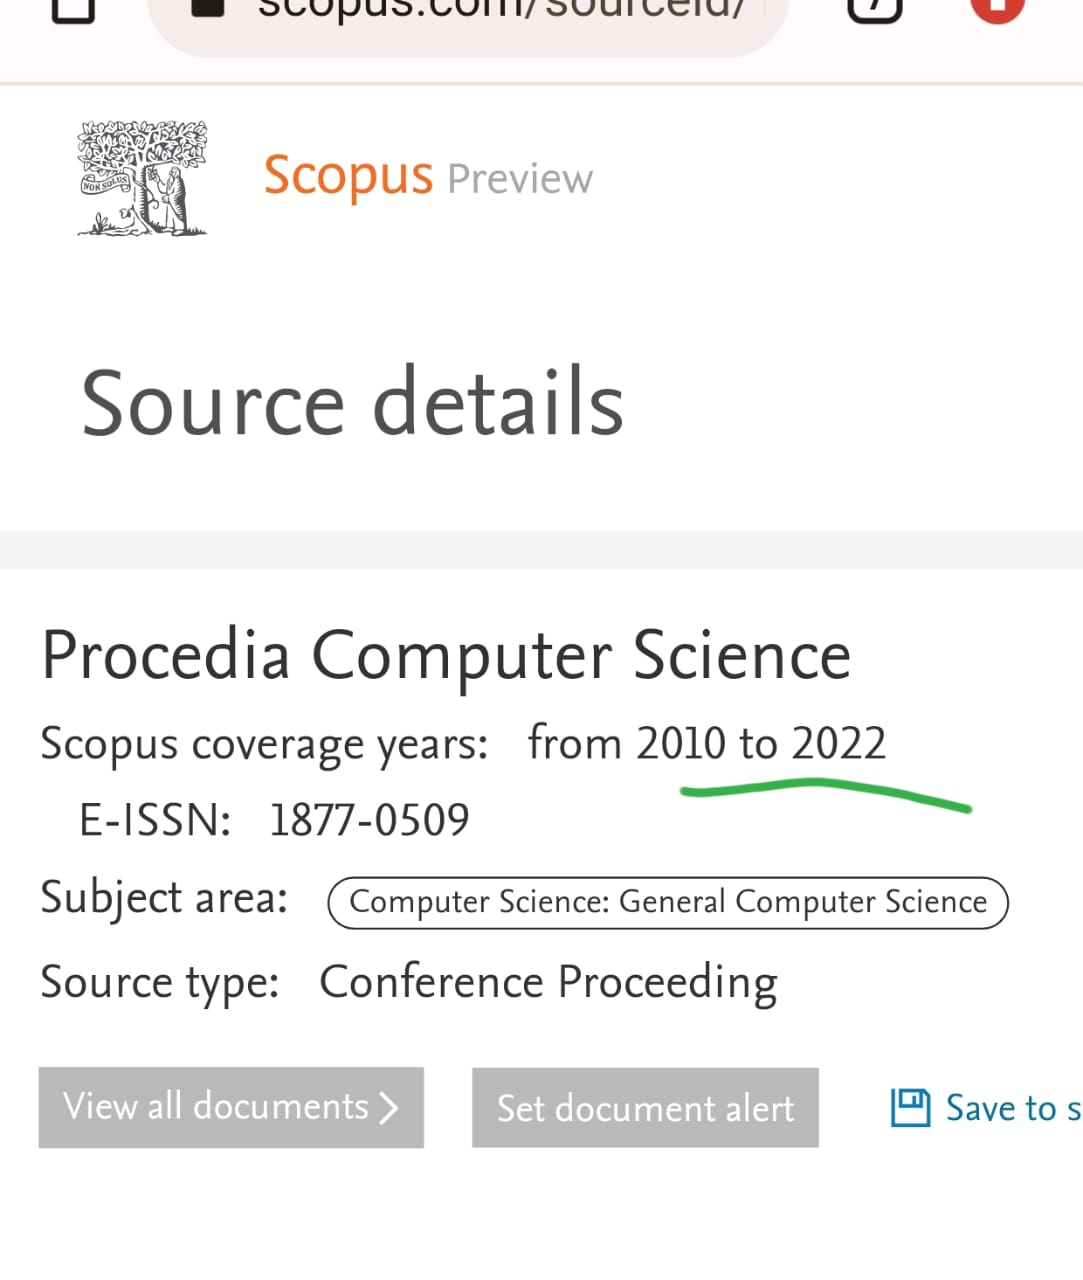 scopus.com/sourceid/
7
NON SOLUS
Scopus Preview
Source details
Procedia Computer Science
Scopus coverage years: from 2010 to 2022
E-ISSN: 1877-0509
Subject area: Computer Science: General Computer Science
Source type: Conference Proceeding
View all documents >
Set document alert
Save to s